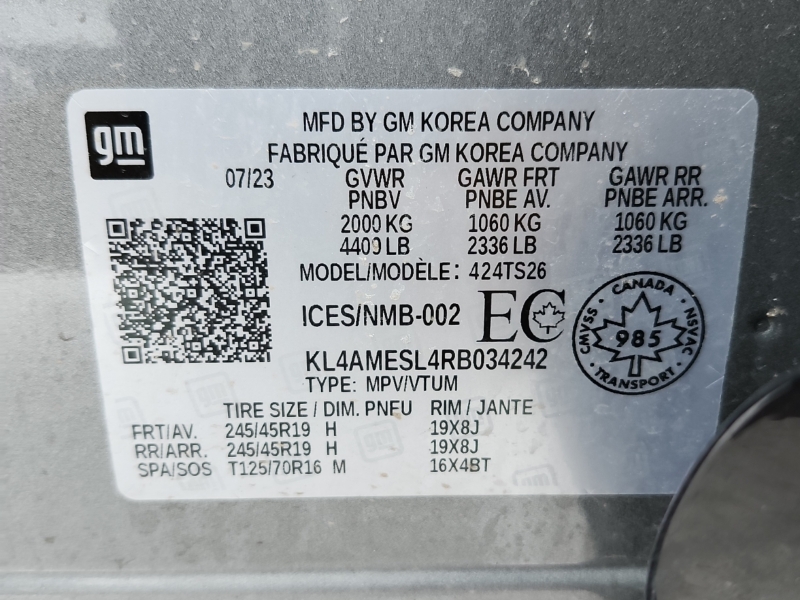 gm
MFD BY GM KOREA COMPANY
FABRIQUÉ PAR GM KOREA COMPANY
07/23 GVWR GAWR FRT GAWR RR
PNBV PNBE AV. PNBE ARR.
2000 KG 1060 KG 1060 KG
4409 LB 2336 LB 2336 LB
MODEL/MODÈLE: 424TS26
ICES/NMB-002 EC
CANADA
CMVSS 985 NSVAC
TRANSPORT
KL4AMESL4RB034242
TYPE: MPV/VTUM
TIRE SIZE / DIM. PNEU RIM / JANTE
FRT/AV. 245/45R19 H 19X8J
RR/ARR. 245/45R19 H 19X8J
SPA/SOS T125/70R16 M 16X4BT